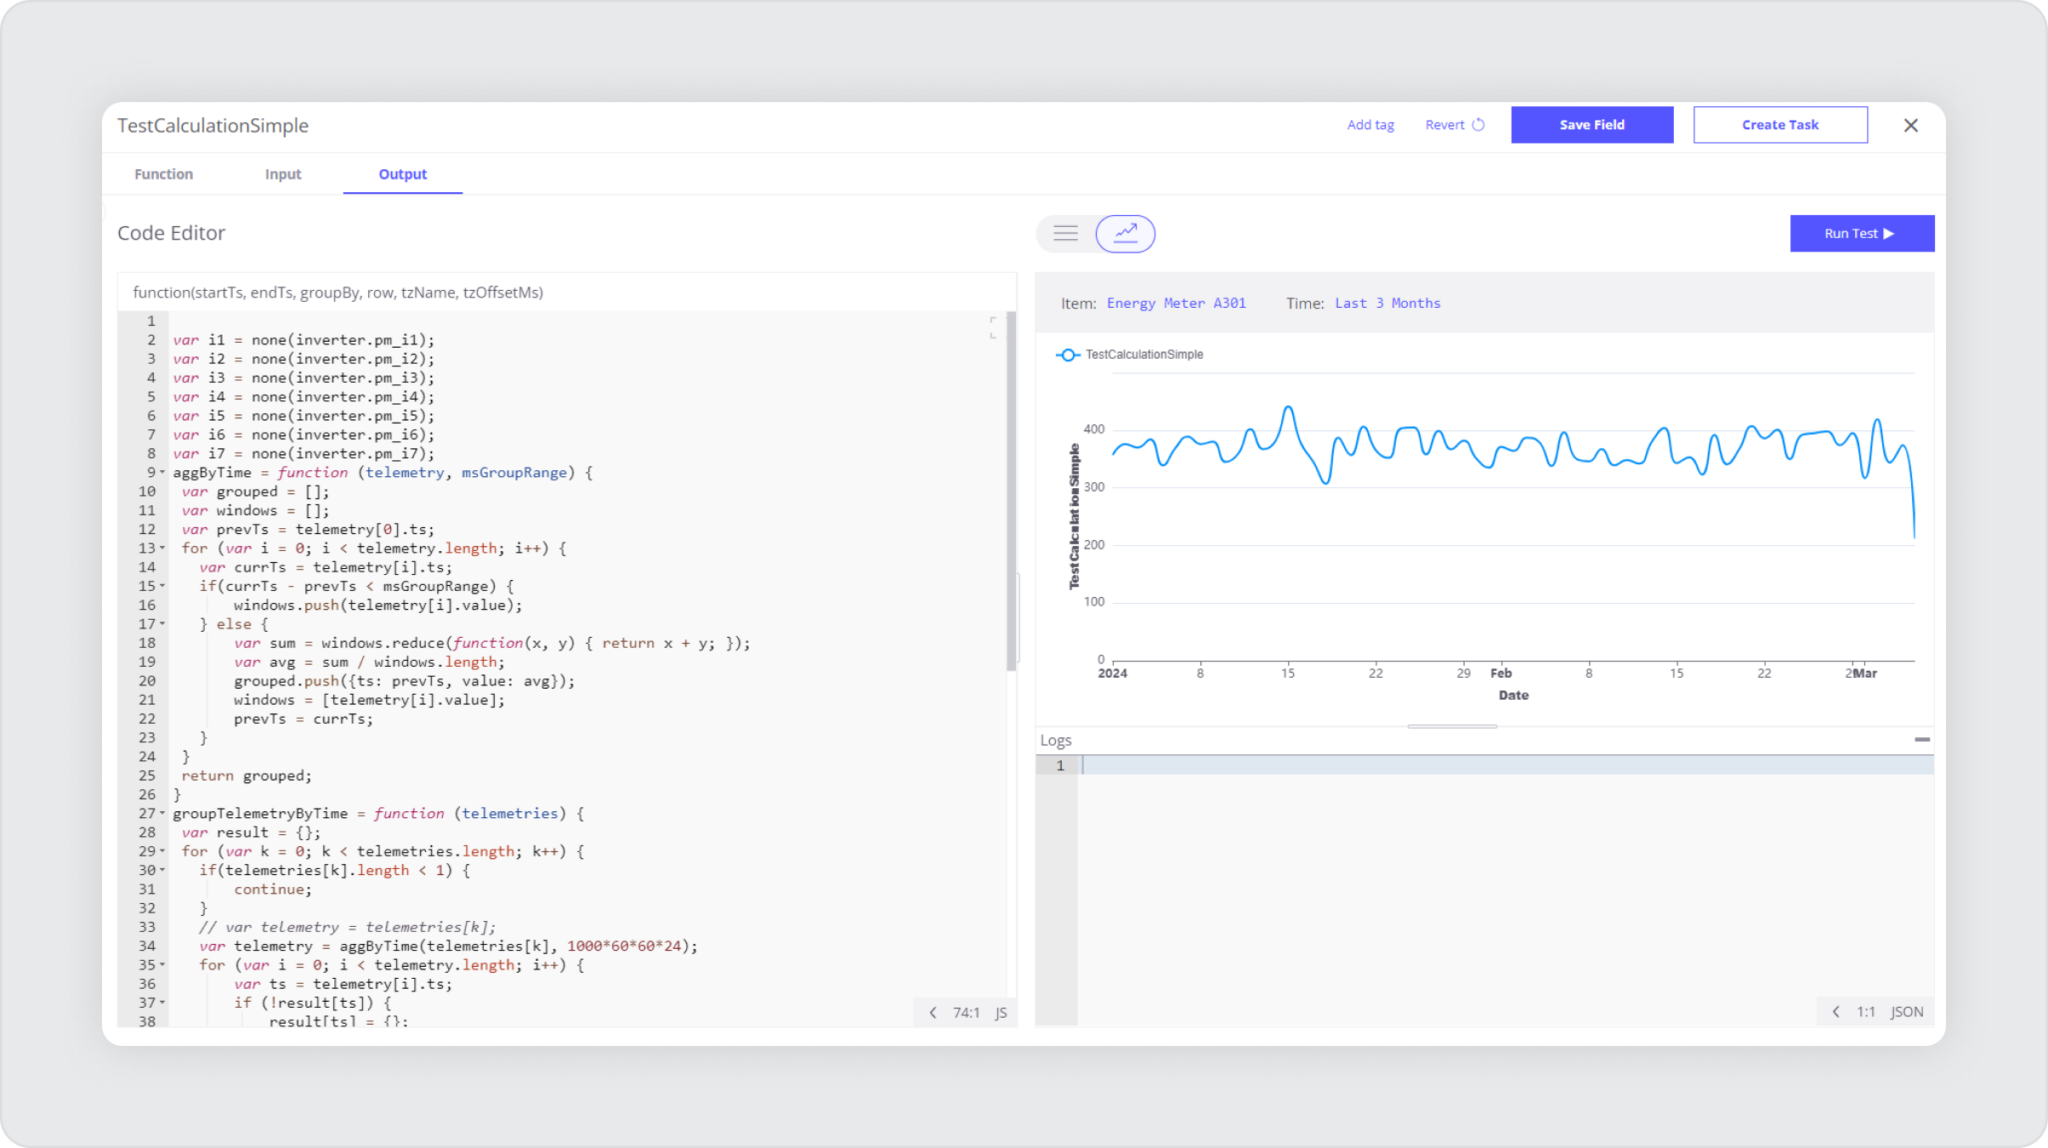 TestCalculationSimple
Add tag
Revert
Save Field
Create Task
Function
Input
Output
Code Editor
Run Test
function(startTs, endTs, groupBy, row, tzName, tzOffsetMs)
1
2 var i1 = none(inverter.pm_i1);
3 var i2 = none(inverter.pm_i2);
4 var i3 = none(inverter.pm_i3);
5 var i4 = none(inverter.pm_i4);
6 var i5 = none(inverter.pm_i5);
7 var i6 = none(inverter.pm_i6);
8 var i7 = none(inverter.pm_i7);
9 aggByTime = function (telemetry, msGroupRange) {
10 var grouped = [];
11 var windows = [];
12 var prevTs = telemetry[0].ts;
13 for (var i = 0; i < telemetry.length; i++) {
14 var currTs = telemetry[i].ts;
15 if(currTs - prevTs < msGroupRange) {
16 windows.push(telemetry[i].value);
17 } else {
18 var sum = windows.reduce(function(x, y) { return x + y; });
19 var avg = sum / windows.length;
20 grouped.push({ts: prevTs, value: avg});
21 windows = [telemetry[i].value];
22 prevTs = currTs;
23 }
24 }
25 return grouped;
26 }
27 groupTelemetryByTime = function (telemetries) {
28 var result = {};
29 for (var k = 0; k < telemetries.length; k++) {
30 if(telemetries[k].length < 1) {
31 continue;
32 }
33 // var telemetry = telemetries[k];
34 var telemetry = aggByTime(telemetries[k], 1000*60*60*24);
35 for (var i = 0; i < telemetry.length; i++) {
36 var ts = telemetry[i].ts;
37 if (!result[ts]) {
38 result[ts] = {};
74:1 JS
Item: Energy Meter A301 Time: Last 3 Months
TestCalculationSimple
TestCalculationSimple
400
300
200
100
0
2024 8 15 22 29 Feb 8 15 22 Mar
Date
Logs
1
1:1 JSON